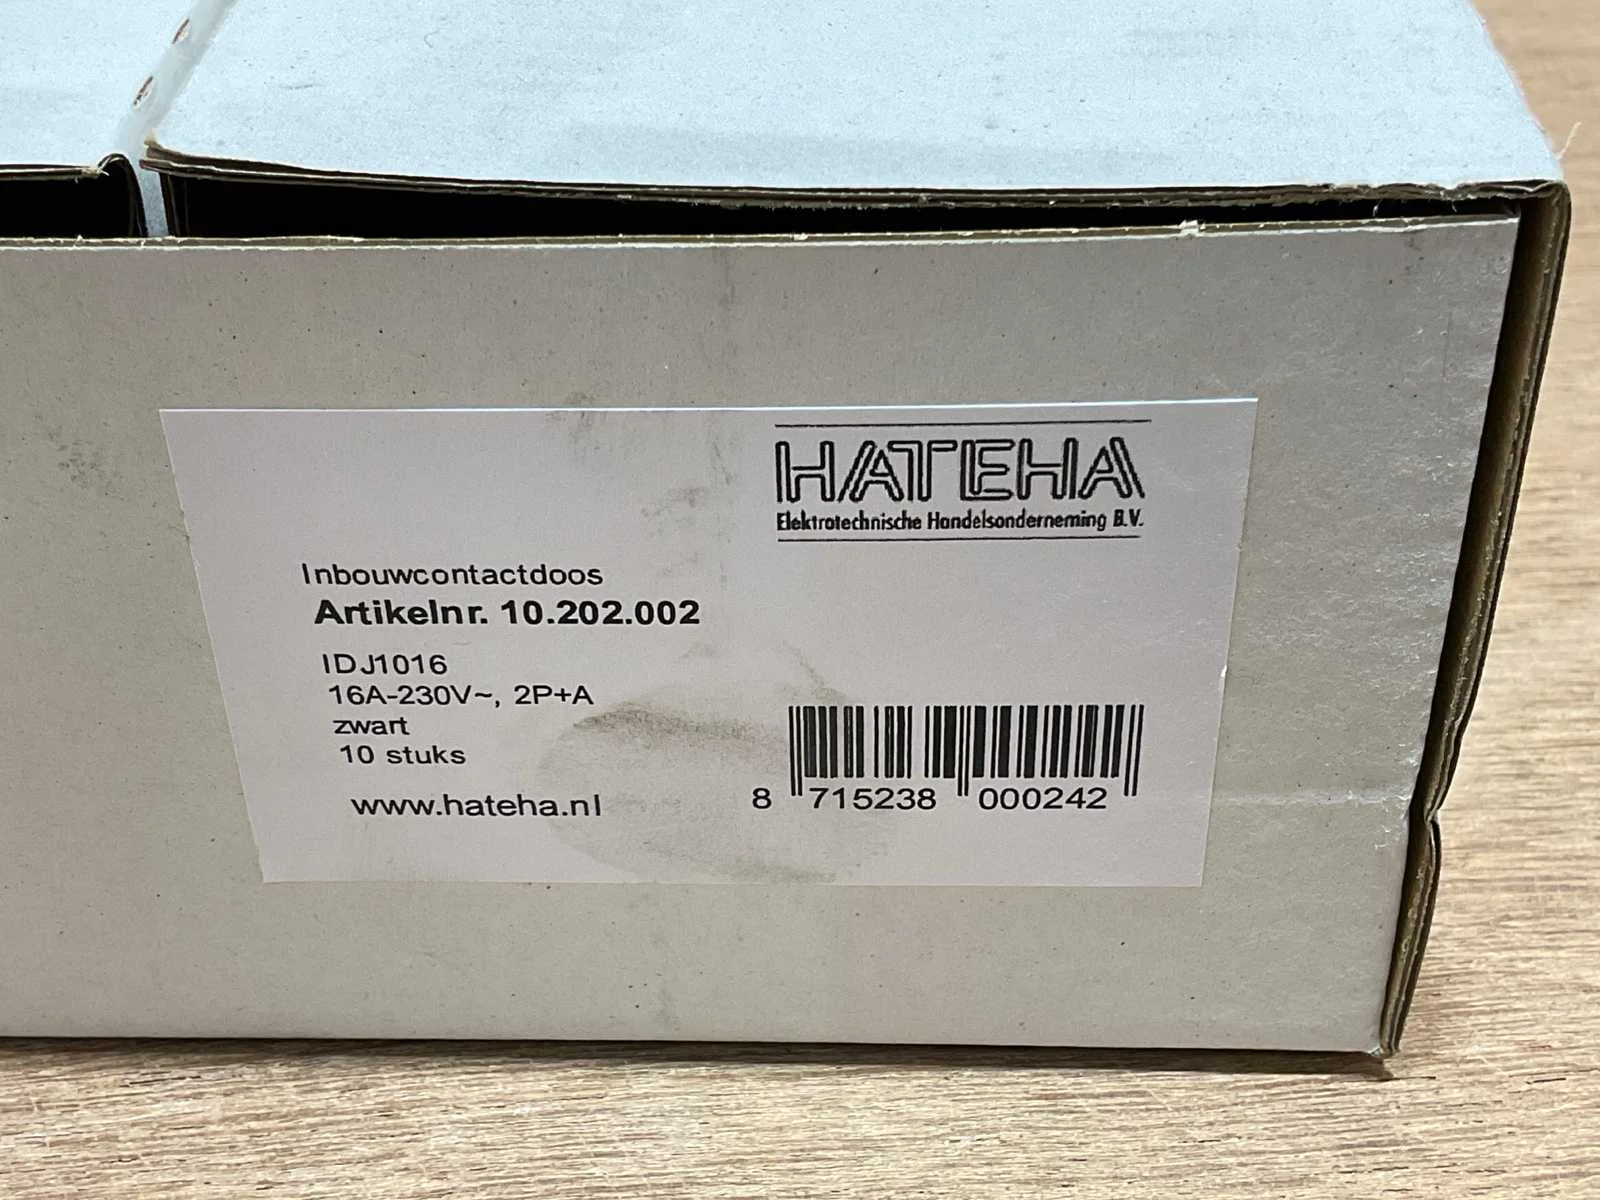 HATEHA
Elektrotechnische Handelsonderneming B.V.
Inbouwcontactdoos
Artikelnr. 10.202.002
IDJ1016
16A-230V~, 2P+A
zwart
10 stuks
www.hateha.nl
8 715238 000242